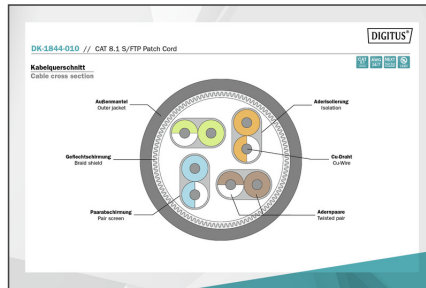 DIGITUS®
DK-1844-010 // CAT 8.1 S/FTP Patch Cord
Kabelquerschnitt
Cable cross section
Außenmantel
Outer jacket
Aderisolierung
Isolation
Geflechtschirmung
Braid shield
Cu-Draht
Cu-Wire
Paarabschirmung
Pair screen
Adernpaare
Twisted pair